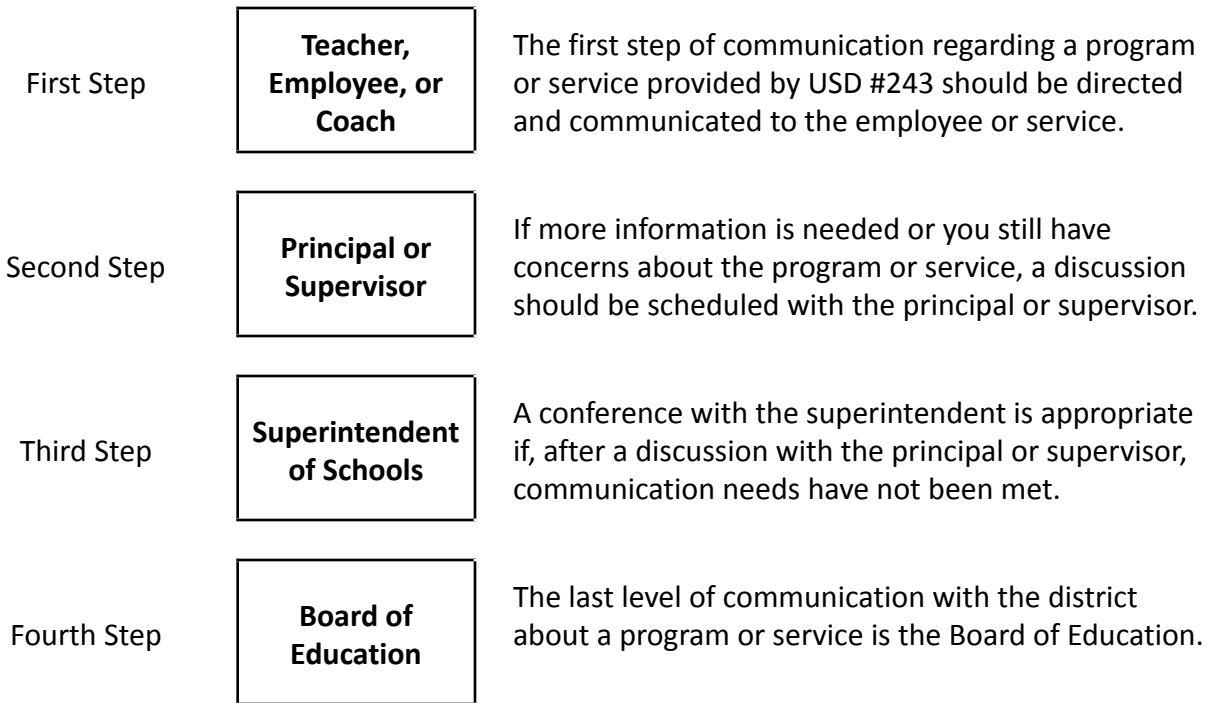 First Step
Teacher,
Employee, or
Coach
The first step of communication regarding a program
or service provided by USD #243 should be directed
and communicated to the employee or service.
Second Step
Principal or
Supervisor
If more information is needed or you still have
concerns about the program or service, a discussion
should be scheduled with the principal or supervisor.
Third Step
Superintendent
of Schools
A conference with the superintendent is appropriate
if, after a discussion with the principal or supervisor,
communication needs have not been met.
Fourth Step
Board of
Education
The last level of communication with the district
about a program or service is the Board of Education.